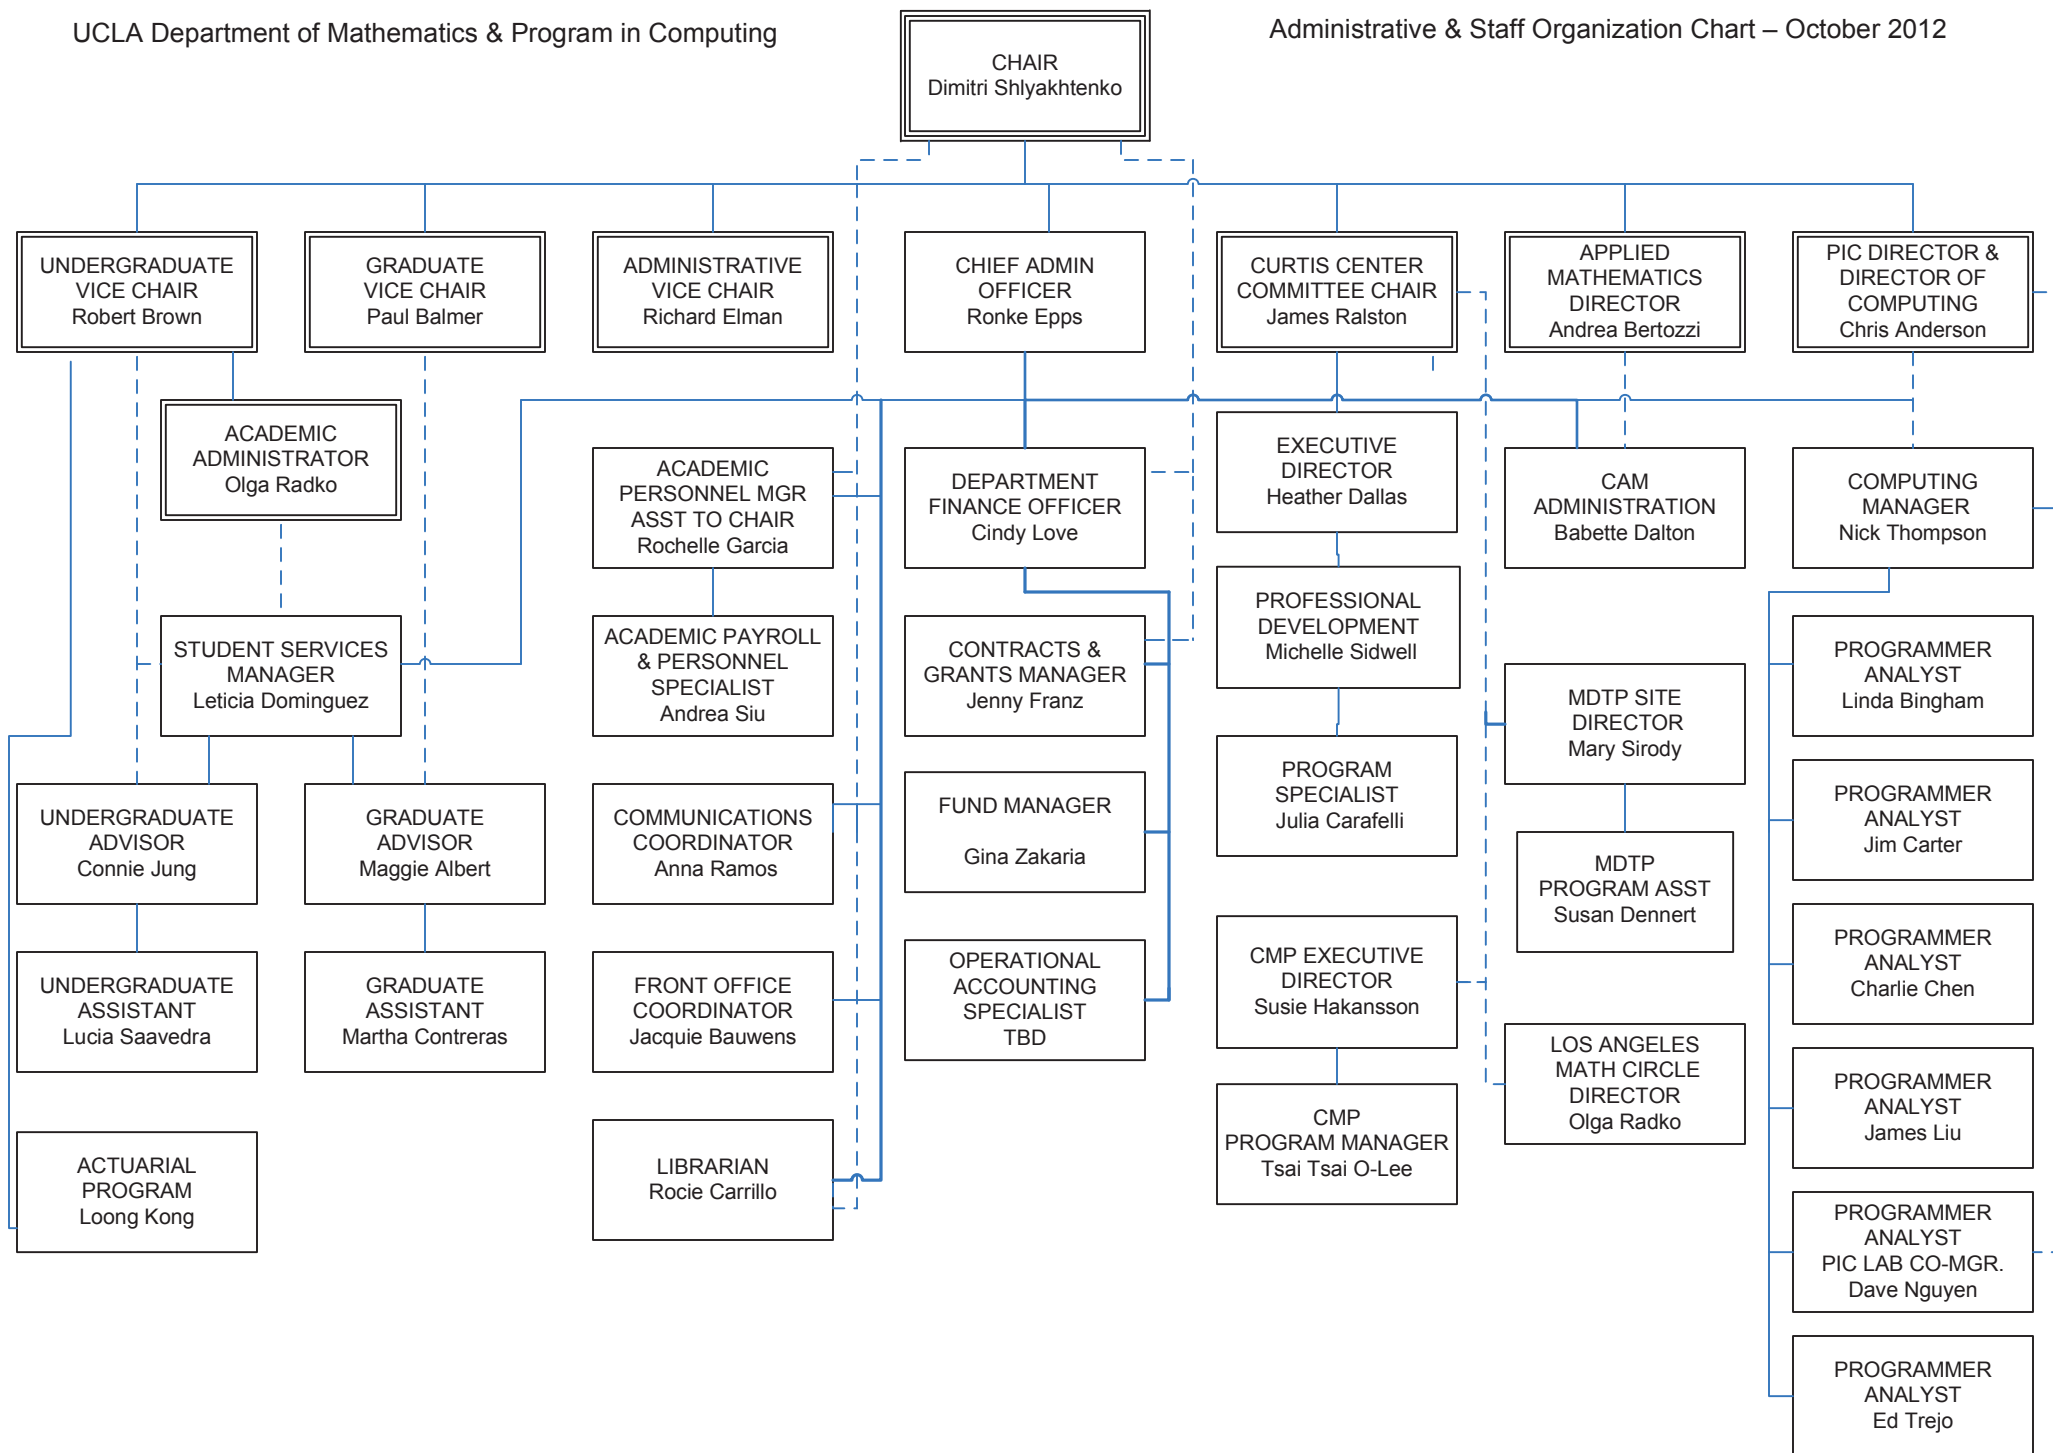 UCLA Department of Mathematics & Program in Computing
Administrative & Staff Organization Chart – October 2012
CHAIR
Dimitri Shlyakhtenko
UNDERGRADUATE
VICE CHAIR
Robert Brown
GRADUATE
VICE CHAIR
Paul Balmer
ADMINISTRATIVE
VICE CHAIR
Richard Elman
CHIEF ADMIN
OFFICER
Ronke Epps
CURTIS CENTER
COMMITTEE CHAIR
James Ralston
APPLIED
MATHEMATICS
DIRECTOR
Andrea Bertozzi
PIC DIRECTOR &
DIRECTOR OF
COMPUTING
Chris Anderson
ACADEMIC
ADMINISTRATOR
Olga Radko
ACADEMIC
PERSONNEL MGR
ASST TO CHAIR
Rochelle Garcia
DEPARTMENT
FINANCE OFFICER
Cindy Love
EXECUTIVE
DIRECTOR
Heather Dallas
CAM
ADMINISTRATION
Babette Dalton
COMPUTING
MANAGER
Nick Thompson
STUDENT SERVICES
MANAGER
Leticia Dominguez
ACADEMIC PAYROLL
& PERSONNEL
SPECIALIST
Andrea Siu
CONTRACTS &
GRANTS MANAGER
Jenny Franz
PROFESSIONAL
DEVELOPMENT
Michelle Sidwell
MDTP SITE
DIRECTOR
Mary Sirody
PROGRAMMER
ANALYST
Linda Bingham
UNDERGRADUATE
ADVISOR
Connie Jung
GRADUATE
ADVISOR
Maggie Albert
COMMUNICATIONS
COORDINATOR
Anna Ramos
FUND MANAGER
Gina Zakaria
PROGRAM
SPECIALIST
Julia Carafelli
MDTP
PROGRAM ASST
Susan Dennert
PROGRAMMER
ANALYST
Jim Carter
UNDERGRADUATE
ASSISTANT
Lucia Saavedra
GRADUATE
ASSISTANT
Martha Contreras
FRONT OFFICE
COORDINATOR
Jacquie Bauwens
OPERATIONAL
ACCOUNTING
SPECIALIST
TBD
CMP EXECUTIVE
DIRECTOR
Susie Hakansson
LOS ANGELES
MATH CIRCLE
DIRECTOR
Olga Radko
PROGRAMMER
ANALYST
Charlie Chen
PROGRAMMER
ANALYST
James Liu
ACTUARIAL
PROGRAM
Loong Kong
LIBRARIAN
Rocie Carrillo
CMP
PROGRAM MANAGER
Tsai Tsai O-Lee
PROGRAMMER
ANALYST
PIC LAB CO-MGR.
Dave Nguyen
PROGRAMMER
ANALYST
Ed Trejo